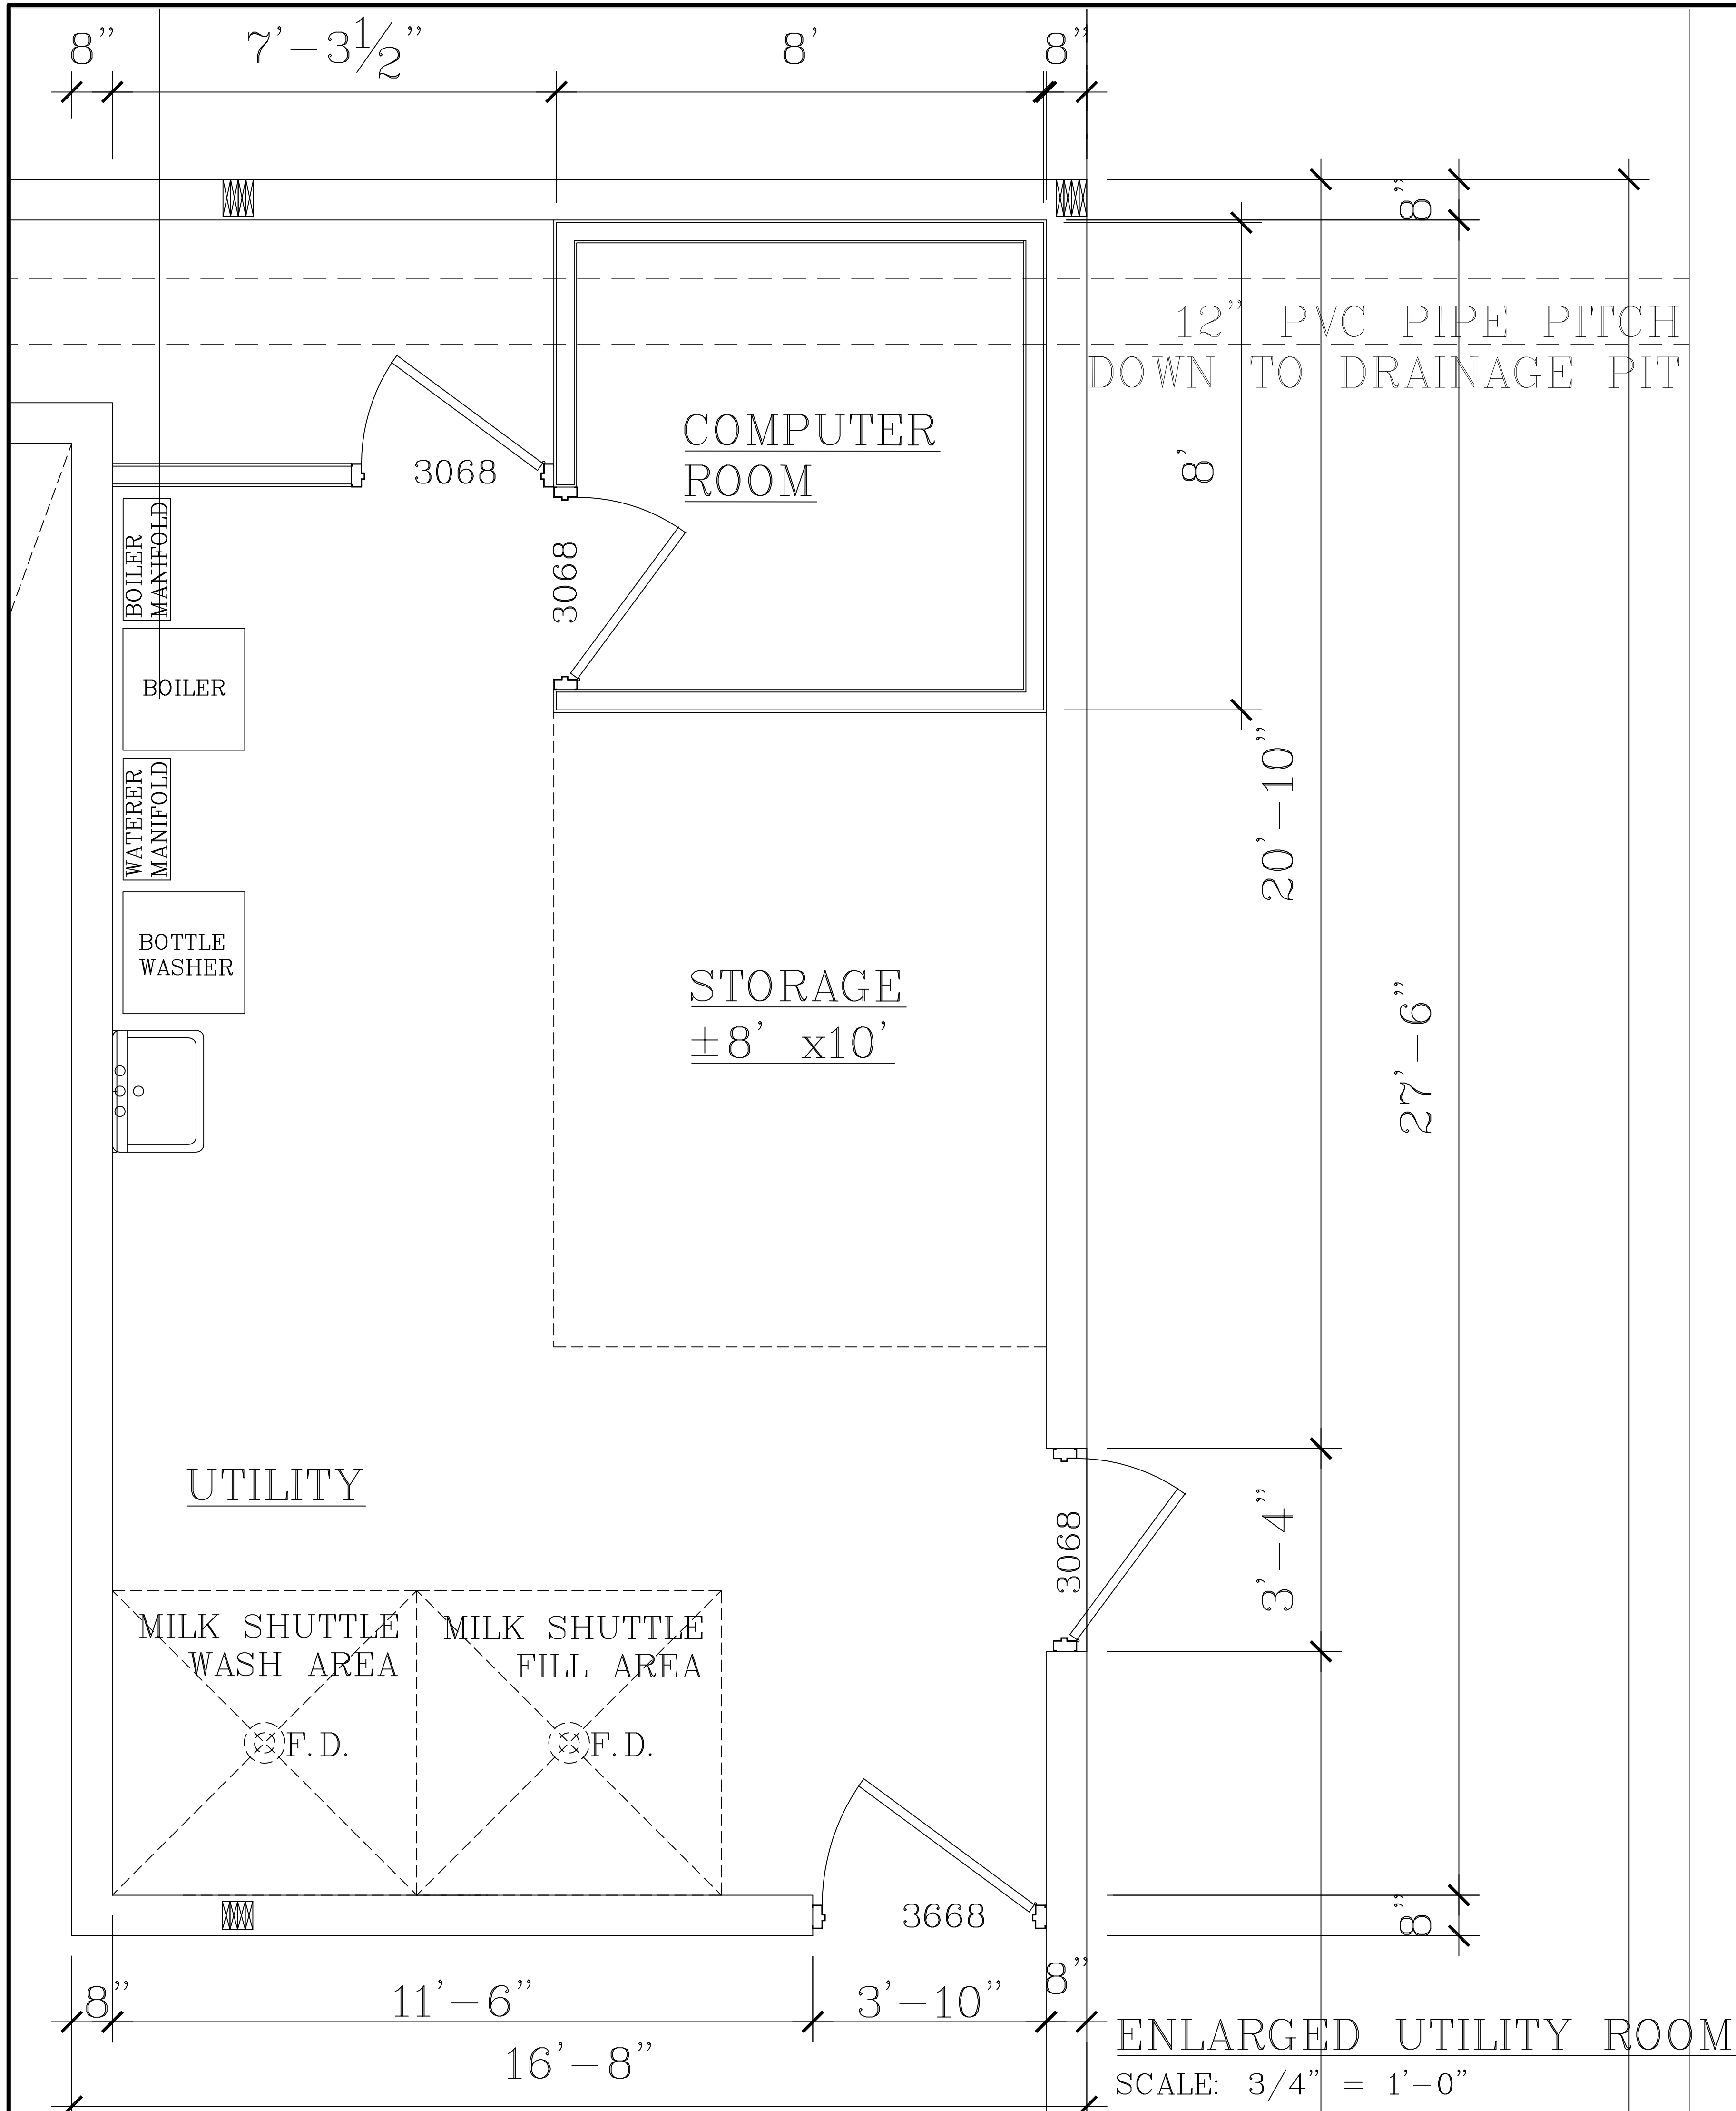 8"
7'-3½"
8'
8"
8"
12" PVC PIPE PITCH
DOWN TO DRAINAGE PIT
COMPUTER
ROOM
8'
3068
3068
BOILER
MANIFOLD
BOILER
WATERER
MANIFOLD
20'-10"
BOTTLE
WASHER
STORAGE
±8' x10'
27'-6"
UTILITY
3068
3'-4"
MILK SHUTTLE
WASH AREA
MILK SHUTTLE
FILL AREA
F.D.
F.D.
3668
8"
8"
11'-6"
3'-10"
8"
16'-8"
ENLARGED UTILITY ROOM
SCALE: 3/4" = 1'-0"